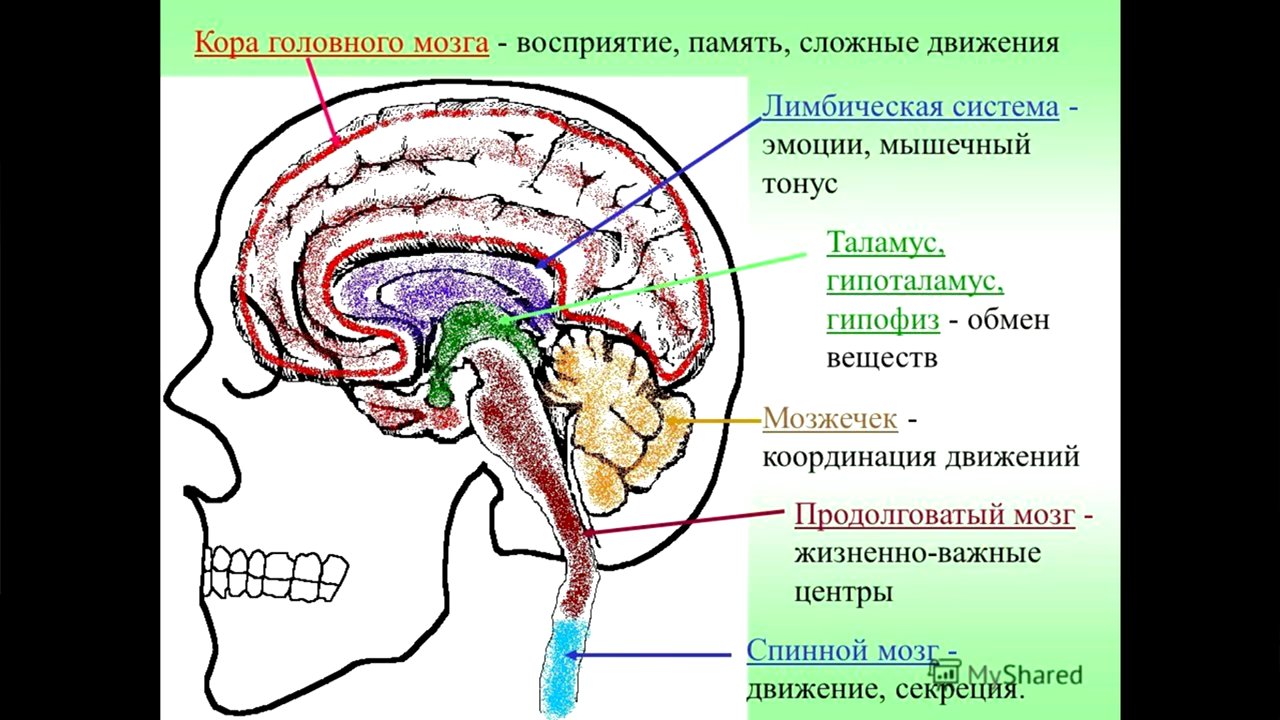 Кора головного мозга - восприятие, память, сложные движения
Лимбическая система -
эмоции, мышечный
тонус
Таламус,
гипоталамус,
гипофиз - обмен
веществ
Мозжечек -
координация движений
Продолговатый мозг -
жизненно-важные
центры
Спинной мозг -
движение, секреция.
MyShared